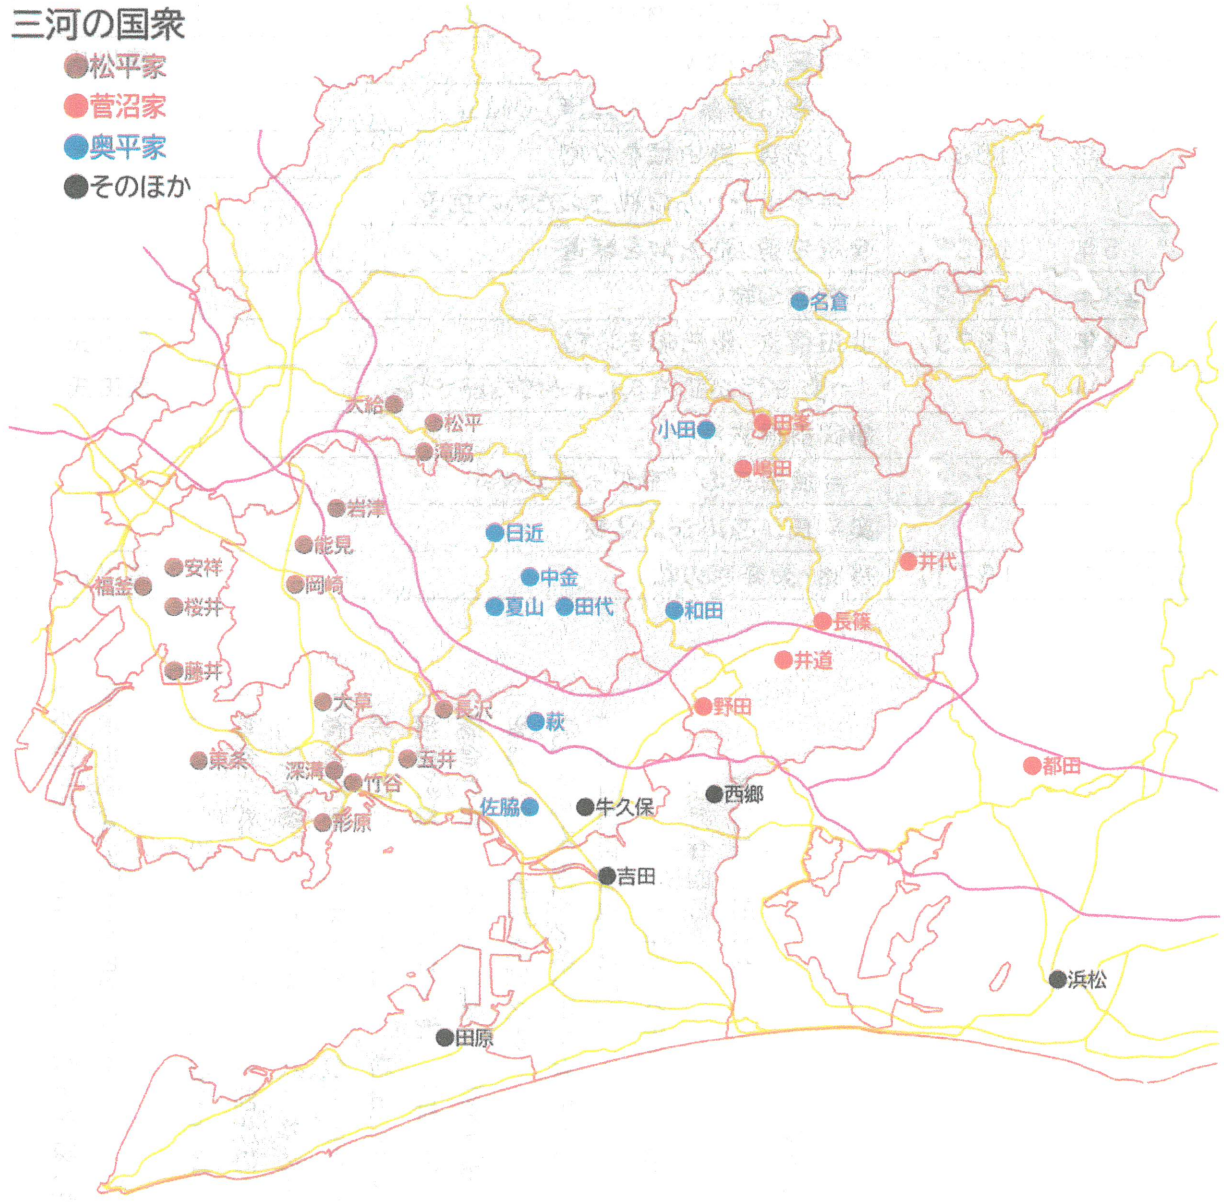 三河の国衆
松平家
菅沼家
奥平家
そのほか
名倉
大給
松平
滝脇
小田
田峯
嶋田
岩津
能見
岡崎
日近
中金
夏山
田代
和田
井代
長篠
井道
野田
福釜
安祥
桜井
藤井
大草
長沢
萩
東条
深溝
竹谷
五井
形原
佐脇
牛久保
西郷
都田
吉田
浜松
田原